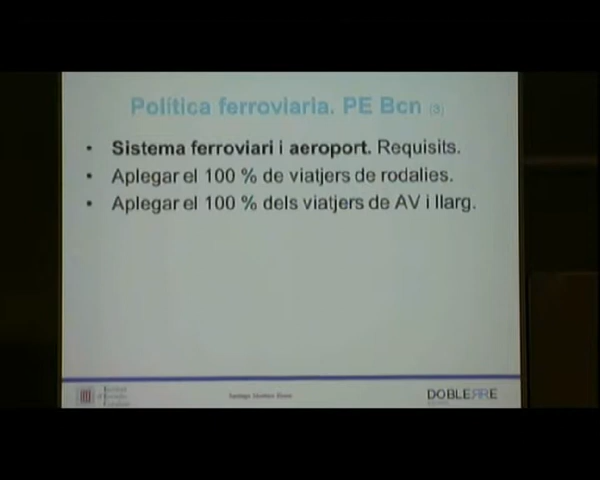 Política ferroviaria. PE Bcn (3)
• Sistema ferroviari i aeroport. Requisits.
• Aplegar el 100 % de viatjers de rodalies.
• Aplegar el 100 % dels viatjers de AV i llarg.
DOBLERRE